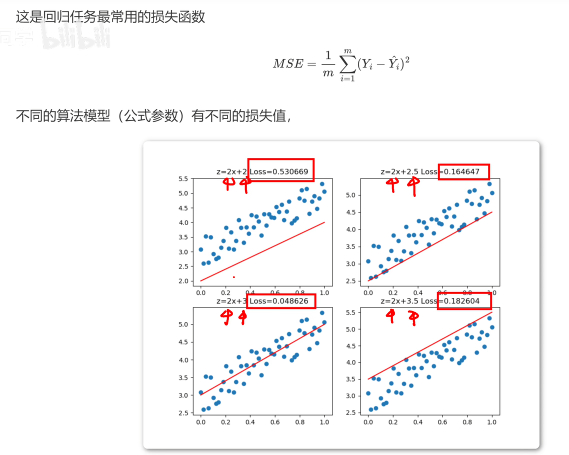 这是回归任务最常用的损失函数
bilibili
MSE = \frac{1}{m} \sum_{i=1}^{m} (Y_i - \hat{Y}_i)^2
不同的算法模型（公式参数）有不同的损失值，
z=2x+2 Loss=0.530669
5.5
5.0
4.5
4.0
3.5
3.0
2.5
2.0
0.0 0.2 0.4 0.6 0.8 1.0
z=2x+2.5 Loss=0.164647
5.0
4.5
4.0
3.5
3.0
2.5
0.0 0.2 0.4 0.6 0.8 1.0
z=2x+3 Loss=0.048626
5.0
4.5
4.0
3.5
3.0
2.5
0.0 0.2 0.4 0.6 0.8 1.0
z=2x+3.5 Loss=0.182604
5.5
5.0
4.5
4.0
3.5
3.0
2.5
0.0 0.2 0.4 0.6 0.8 1.0